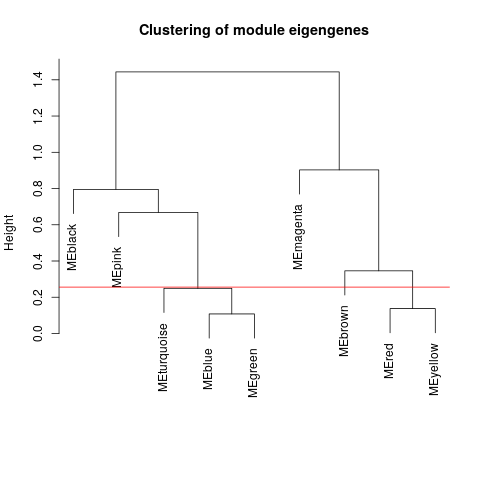 Clustering of module eigengenes
Height
1.4
1.2
1.0
0.8
0.6
0.4
0.2
0.0
MEblack
MEpink
MEturquoise
MEblue
MEgreen
MEmagenta
MEbrown
MEred
MEyellow